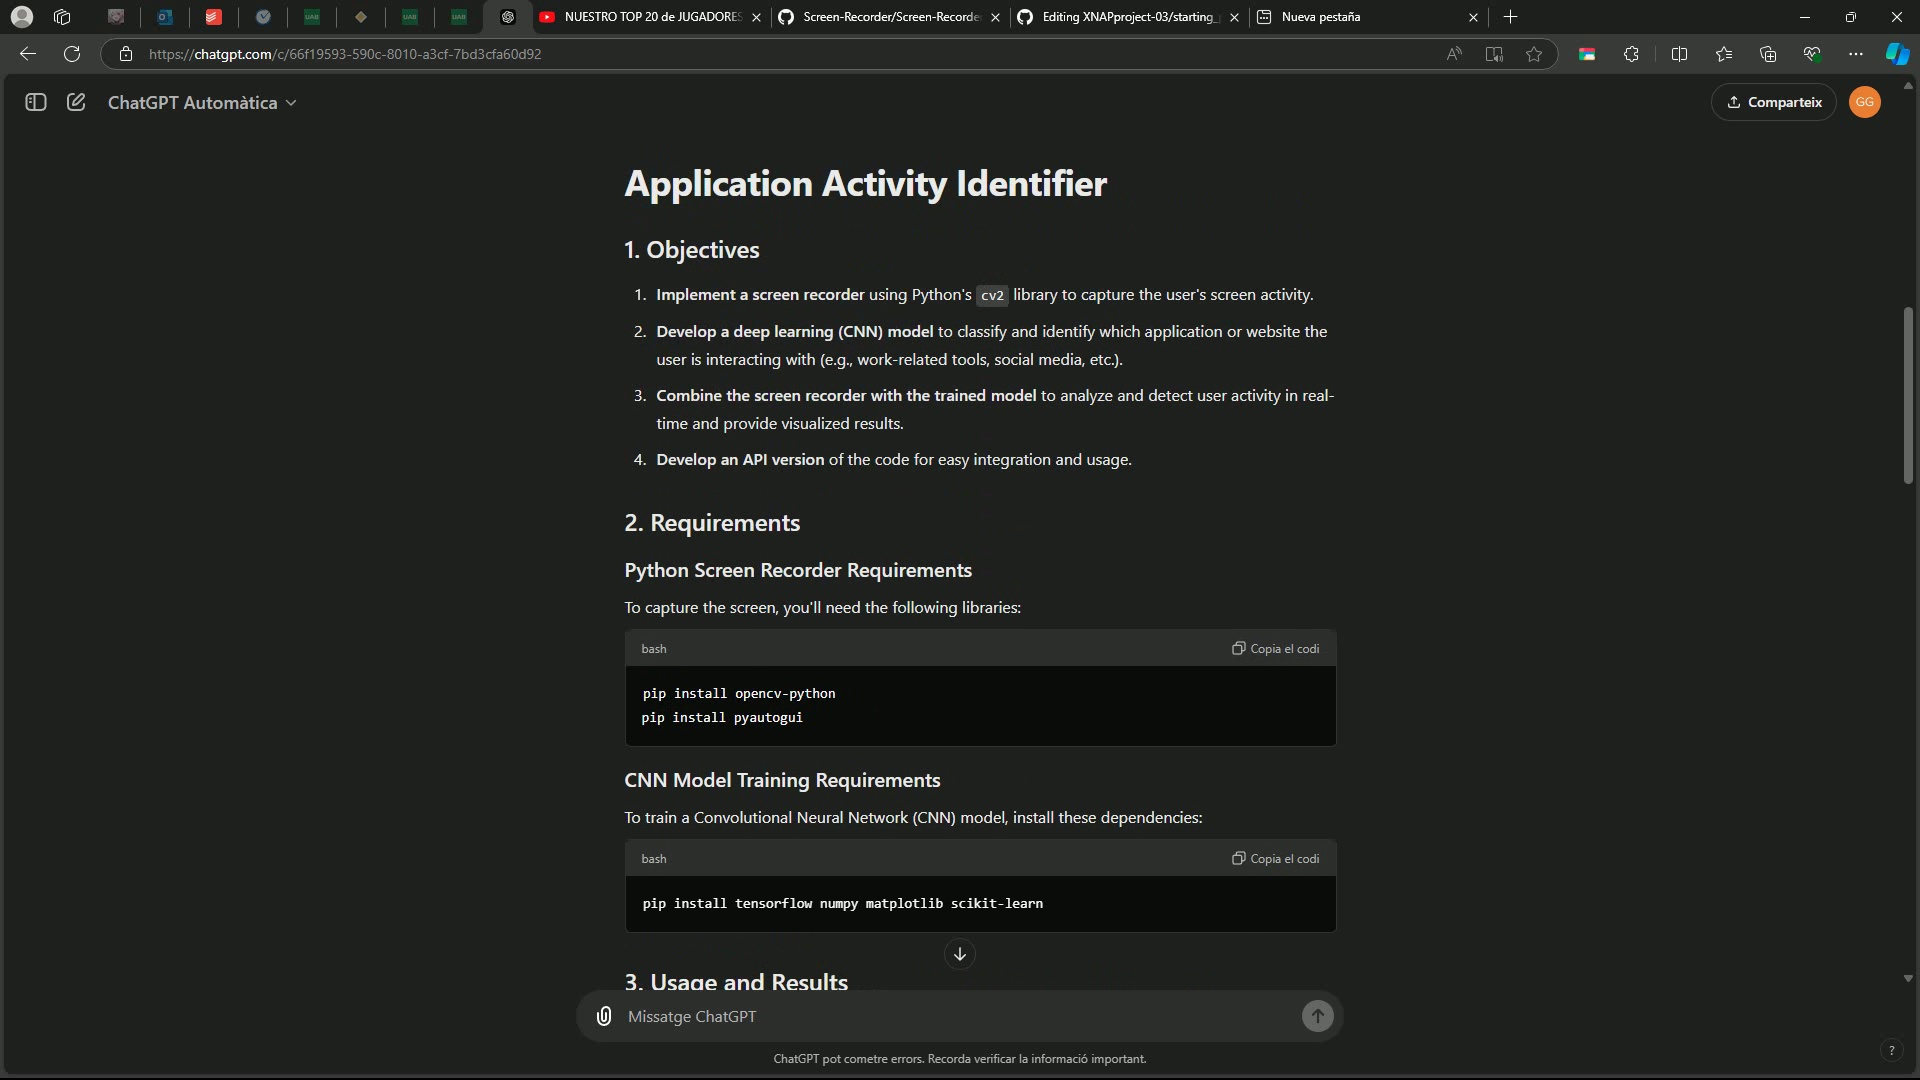 NUESTRO TOP 20 de JUGADORES
Screen-Recorder/Screen-Recorde
Editing XNAPproject-03/starting_
Nueva pestaña
https://chatgpt.com/c/66f19593-590c-8010-a3cf-7bd3cfa60d92
ChatGPT Automàtica
Comparteix
GG
Application Activity Identifier
1. Objectives
1. Implement a screen recorder using Python's cv2 library to capture the user's screen activity.
2. Develop a deep learning (CNN) model to classify and identify which application or website the
user is interacting with (e.g., work-related tools, social media, etc.).
3. Combine the screen recorder with the trained model to analyze and detect user activity in real-
time and provide visualized results.
4. Develop an API version of the code for easy integration and usage.
2. Requirements
Python Screen Recorder Requirements
To capture the screen, you'll need the following libraries:
bash
Copia el codi
pip install opencv-python
pip install pyautogui
CNN Model Training Requirements
To train a Convolutional Neural Network (CNN) model, install these dependencies:
bash
Copia el codi
pip install tensorflow numpy matplotlib scikit-learn
3. Usage and Results
Missatge ChatGPT
ChatGPT pot cometre errors. Recorda verificar la informació important.
?